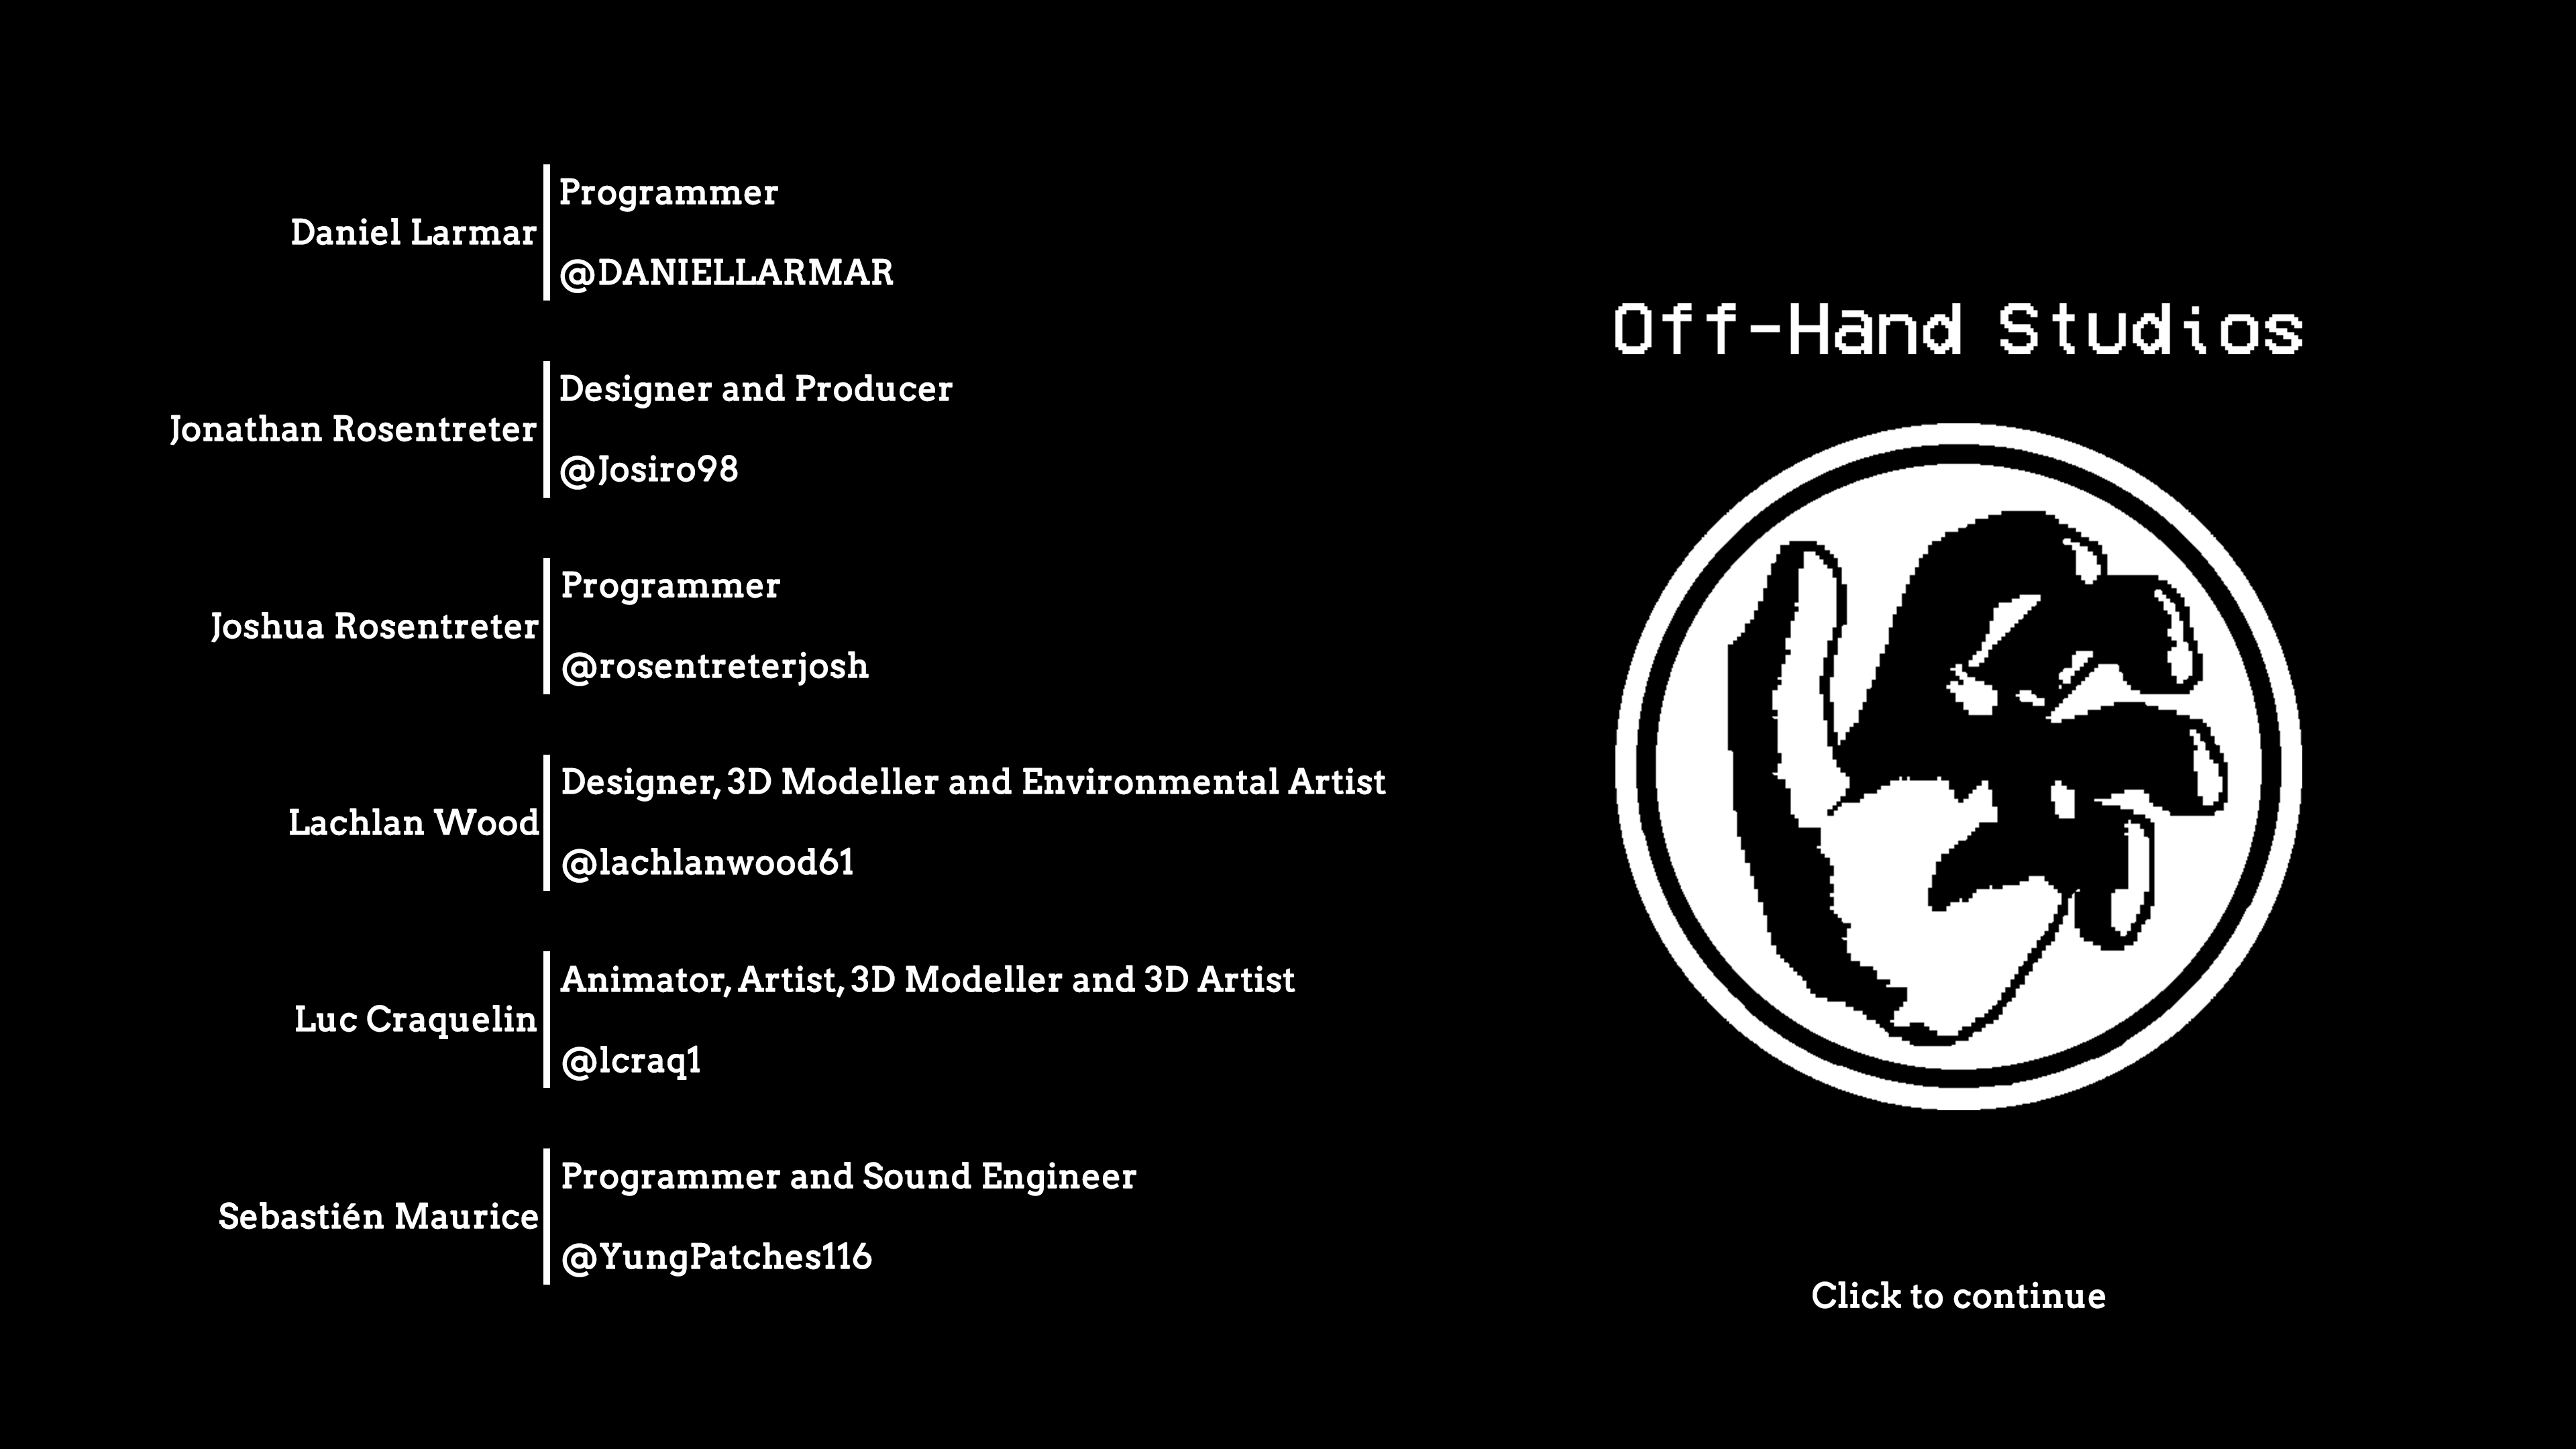 Daniel Larmar
Programmer
@DANIELLARMAR
Jonathan Rosentreter
Designer and Producer
@Josiro98
Joshua Rosentreter
Programmer
@rosentreterjosh
Lachlan Wood
Designer, 3D Modeller and Environmental Artist
@lachlanwood61
Luc Craquelin
Animator, Artist, 3D Modeller and 3D Artist
@lcraq1
Sebastién Maurice
Programmer and Sound Engineer
@YungPatches116
Off-Hand Studios
Click to continue